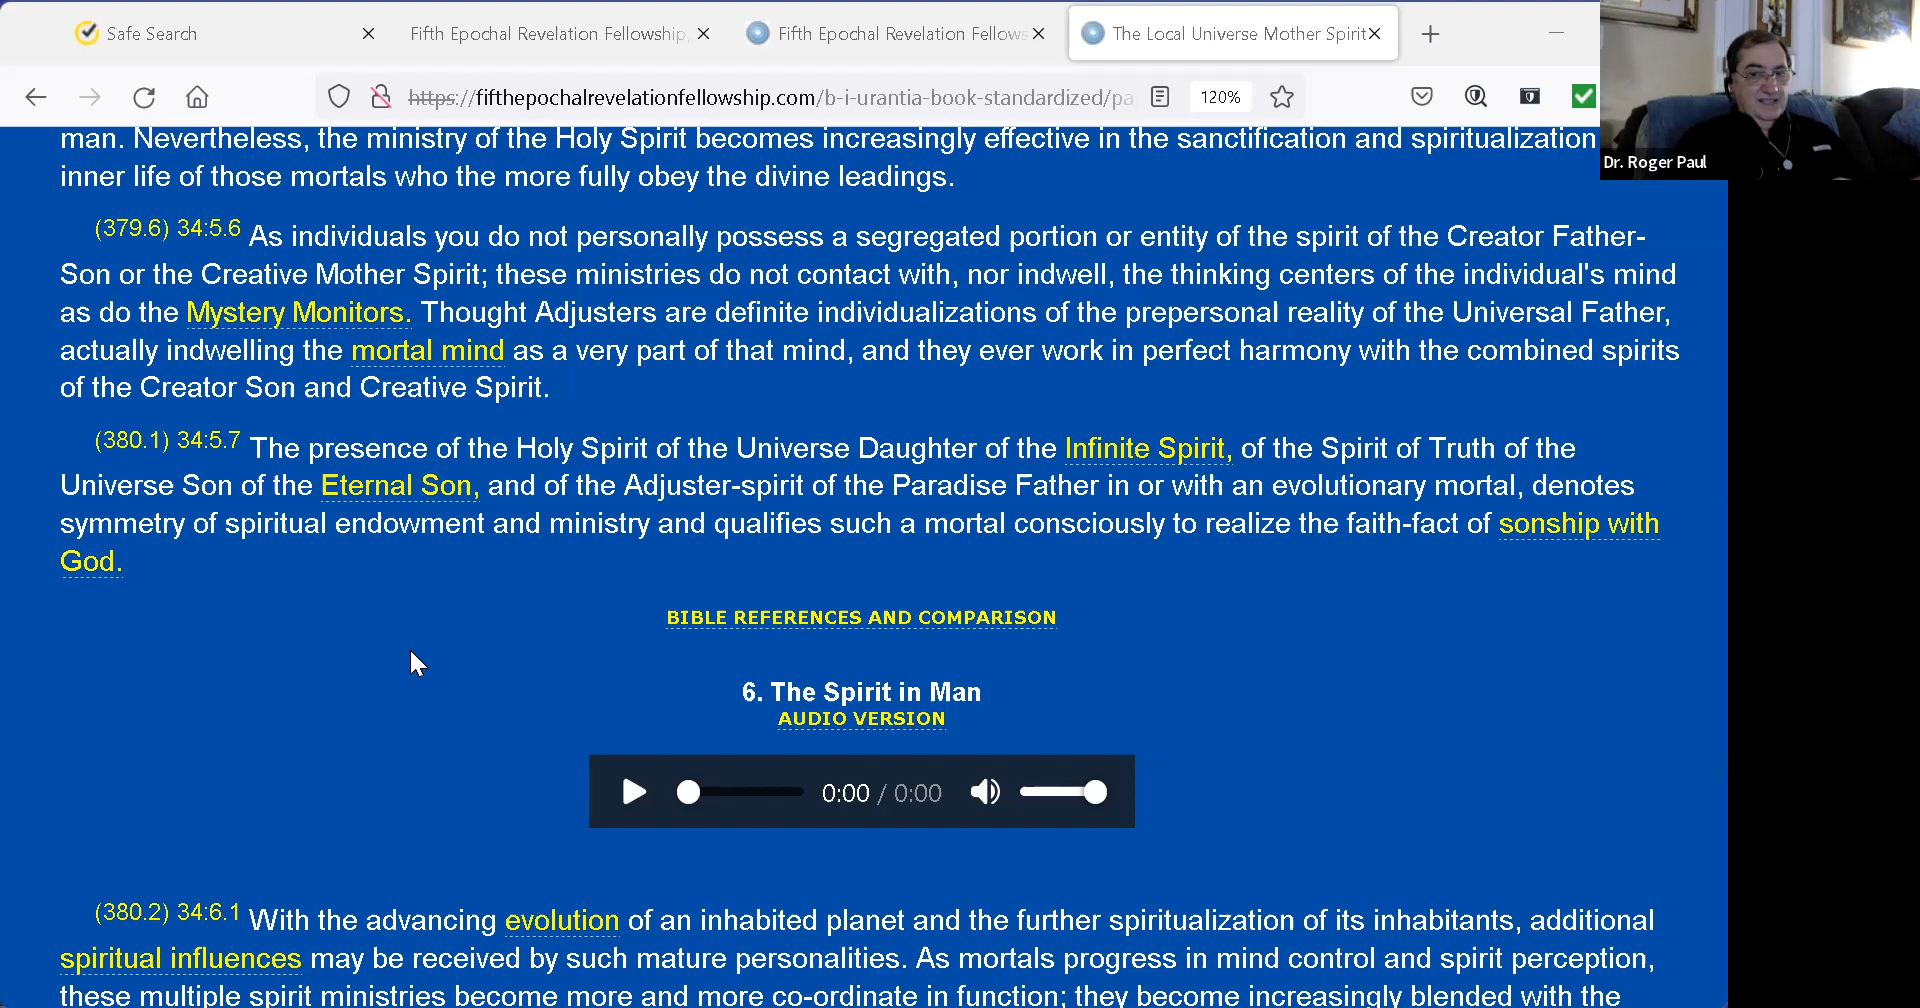 Safe Search
Fifth Epochal Revelation Fellowship,
Fifth Epochal Revelation Fellows
The Local Universe Mother Spirit
https://fifthepochalrevelationfellowship.com/b-i-urantia-book-standardized/pa
120%
Dr. Roger Paul
man. Nevertheless, the ministry of the Holy Spirit becomes increasingly effective in the sanctification and spiritualization
inner life of those mortals who the more fully obey the divine leadings.
(379.6) 34:5.6 As individuals you do not personally possess a segregated portion or entity of the spirit of the Creator Father-
Son or the Creative Mother Spirit; these ministries do not contact with, nor indwell, the thinking centers of the individual's mind
as do the Mystery Monitors. Thought Adjusters are definite individualizations of the prepersonal reality of the Universal Father,
actually indwelling the mortal mind as a very part of that mind, and they ever work in perfect harmony with the combined spirits
of the Creator Son and Creative Spirit.
(380.1) 34:5.7 The presence of the Holy Spirit of the Universe Daughter of the Infinite Spirit, of the Spirit of Truth of the
Universe Son of the Eternal Son, and of the Adjuster-spirit of the Paradise Father in or with an evolutionary mortal, denotes
symmetry of spiritual endowment and ministry and qualifies such a mortal consciously to realize the faith-fact of sonship with
God.
BIBLE REFERENCES AND COMPARISON
6. The Spirit in Man
AUDIO VERSION
0:00 / 0:00
(380.2) 34:6.1 With the advancing evolution of an inhabited planet and the further spiritualization of its inhabitants, additional
spiritual influences may be received by such mature personalities. As mortals progress in mind control and spirit perception,
these multiple spirit ministries become more and more co-ordinate in function; they become increasingly blended with the